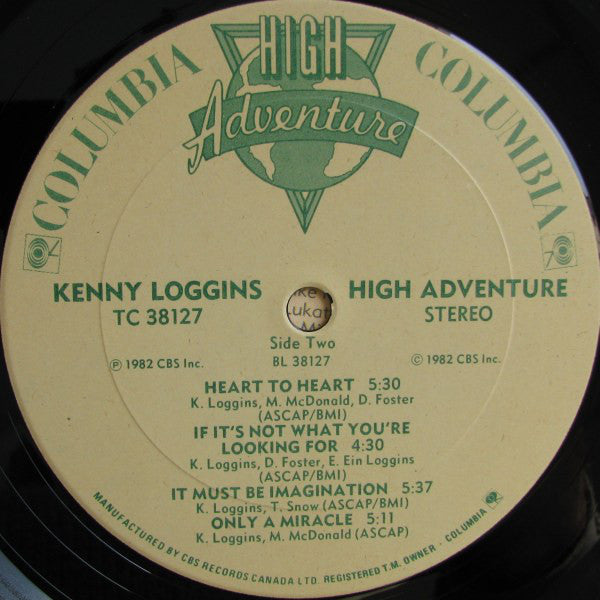 COLUMBIA
HIGH
Adventure
COLUMBIA
KENNY LOGGINS
HIGH ADVENTURE
TC 38127
STEREO
Side Two
Ⓟ 1982 CBS Inc.
BL 38127
© 1982 CBS Inc.
HEART TO HEART 5:30
K. Loggins, M. McDonald, D. Foster
(ASCAP/BMI)
IF IT'S NOT WHAT YOU'RE
LOOKING FOR 4:30
K. Loggins, D. Foster, E. Ein Loggins
(ASCAP/BMI)
IT MUST BE IMAGINATION 5:37
K. Loggins, T. Snow (ASCAP/BMI)
ONLY A MIRACLE 5:11
K. Loggins, M. McDonald (ASCAP)
MANUFACTURED BY CBS RECORDS CANADA LTD. REGISTERED T.M. OWNER - COLUMBIA